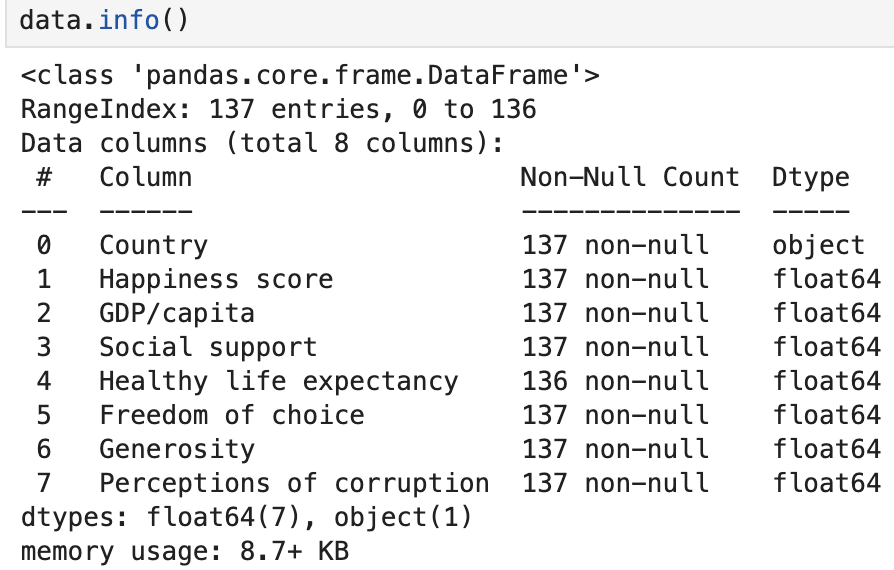 data.info()
<class 'pandas.core.frame.DataFrame'>
RangeIndex: 137 entries, 0 to 136
Data columns (total 8 columns):
 #   Column                     Non-Null Count  Dtype
---  ------                     --------------  -----
 0   Country                    137 non-null    object
 1   Happiness score            137 non-null    float64
 2   GDP/capita                 137 non-null    float64
 3   Social support             137 non-null    float64
 4   Healthy life expectancy    136 non-null    float64
 5   Freedom of choice          137 non-null    float64
 6   Generosity                 137 non-null    float64
 7   Perceptions of corruption  137 non-null    float64
dtypes: float64(7), object(1)
memory usage: 8.7+ KB